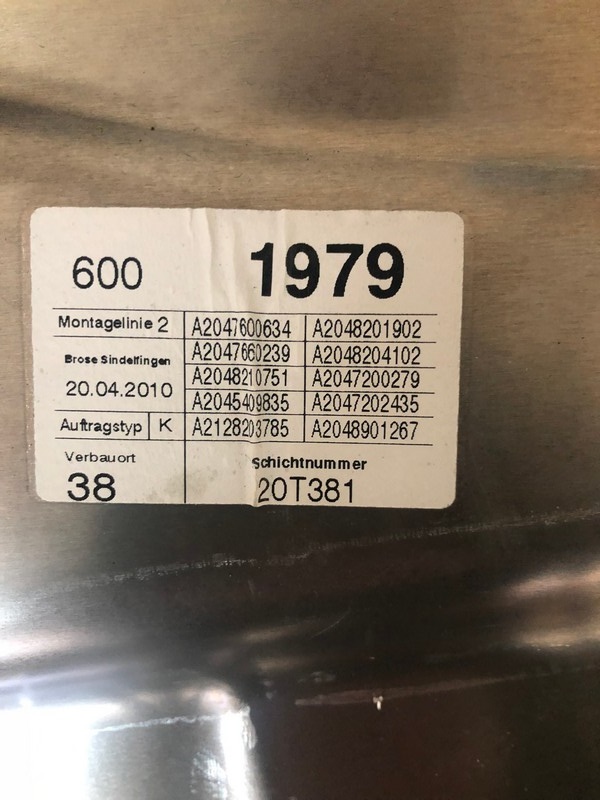 600 1979
Montagelinie 2 A2047600634 A2048201902
A2047660239 A2048204102
Brose Sindelfingen
A2048210751 A2047200279
20.04.2010
A2045409835 A2047202435
Auftragstyp K A2128203785 A2048901267
Verbauort Schichtnummer
38 20T381